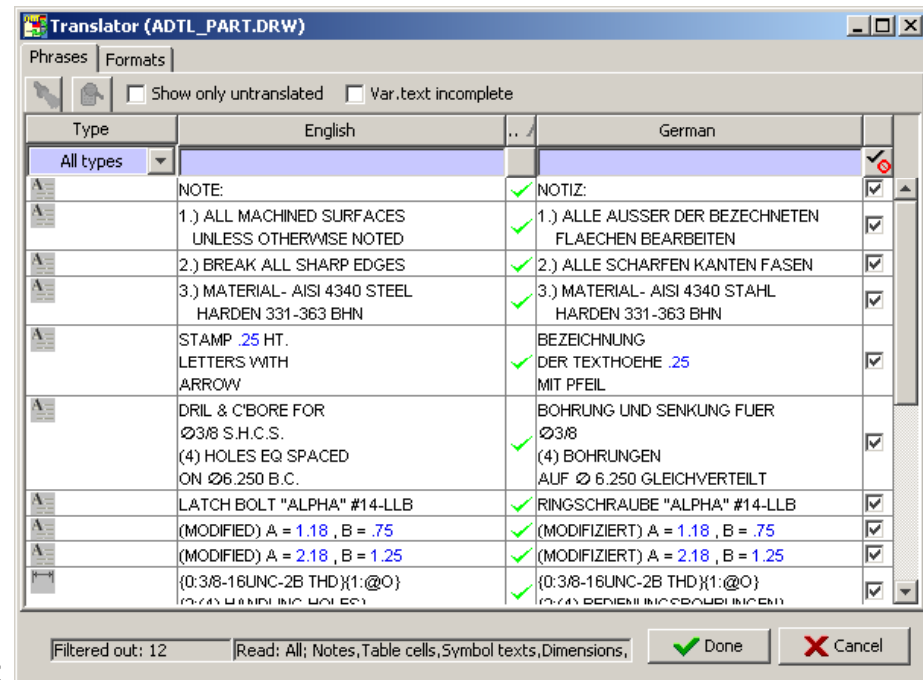 Translator (ADTL_PART.DRW)
Phrases Formats
Show only untranslated Var.text incomplete
Type English .. German
All types
NOTE: NOTIZ:
1.) ALL MACHINED SURFACES 1.) ALLE AUSSER DER BEZECHNETEN
UNLESS OTHERWISE NOTED FLAECHEN BEARBEITEN
2.) BREAK ALL SHARP EDGES 2.) ALLE SCHARFEN KANTEN FASEN
3.) MATERIAL- AISI 4340 STEEL 3.) MATERIAL- AISI 4340 STAHL
HARDEN 331-363 BHN HARDEN 331-363 BHN
STAMP .25 HT. BEZEICHNUNG
LETTERS WITH DER TEXTHOEHE .25
ARROW MIT PFEIL
DRIL & C'BORE FOR BOHRUNG UND SENKUNG FUER
∅3/8 S.H.C.S. ∅3/8
(4) HOLES EQ SPACED (4) BOHRUNGEN
ON ∅6.250 B.C. AUF ∅ 6.250 GLEICHVERTEILT
LATCH BOLT "ALPHA" #14-LLB RINGSCHRAUBE "ALPHA" #14-LLB
(MODIFIED) A = 1.18 , B = .75 (MODIFIZIERT) A = 1.18 , B = .75
(MODIFIED) A = 2.18 , B = 1.25 (MODIFIZIERT) A = 2.18 , B = 1.25
{0:3/8-16UNC-2B THD}{1:@O} {0:3/8-16UNC-2B THD}{1:@O}
{2:(4) HANDLING HOLES} {2:(4) BEDIENUNGSBOHRUNGEN}
Filtered out: 12 Read: All; Notes,Table cells,Symbol texts,Dimensions, Done Cancel